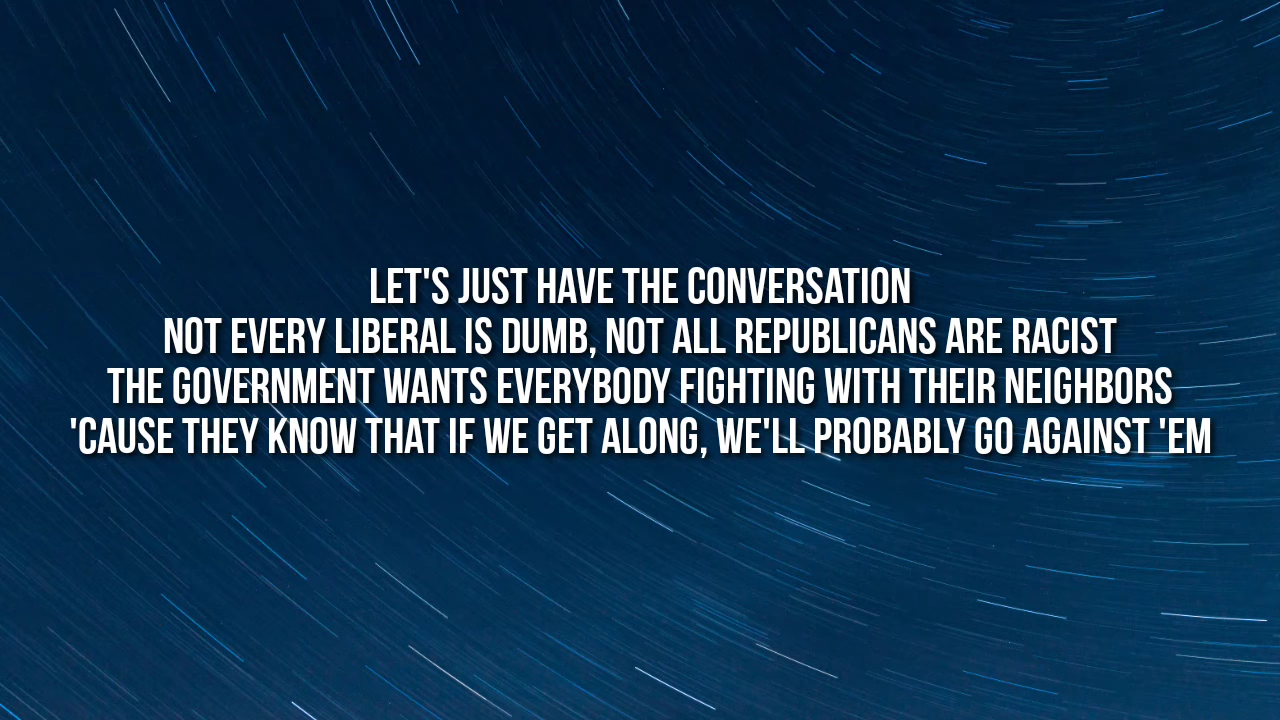 LET'S JUST HAVE THE CONVERSATION
NOT EVERY LIBERAL IS DUMB, NOT ALL REPUBLICANS ARE RACIST
THE GOVERNMENT WANTS EVERYBODY FIGHTING WITH THEIR NEIGHBORS
'CAUSE THEY KNOW THAT IF WE GET ALONG, WE'LL PROBABLY GO AGAINST 'EM